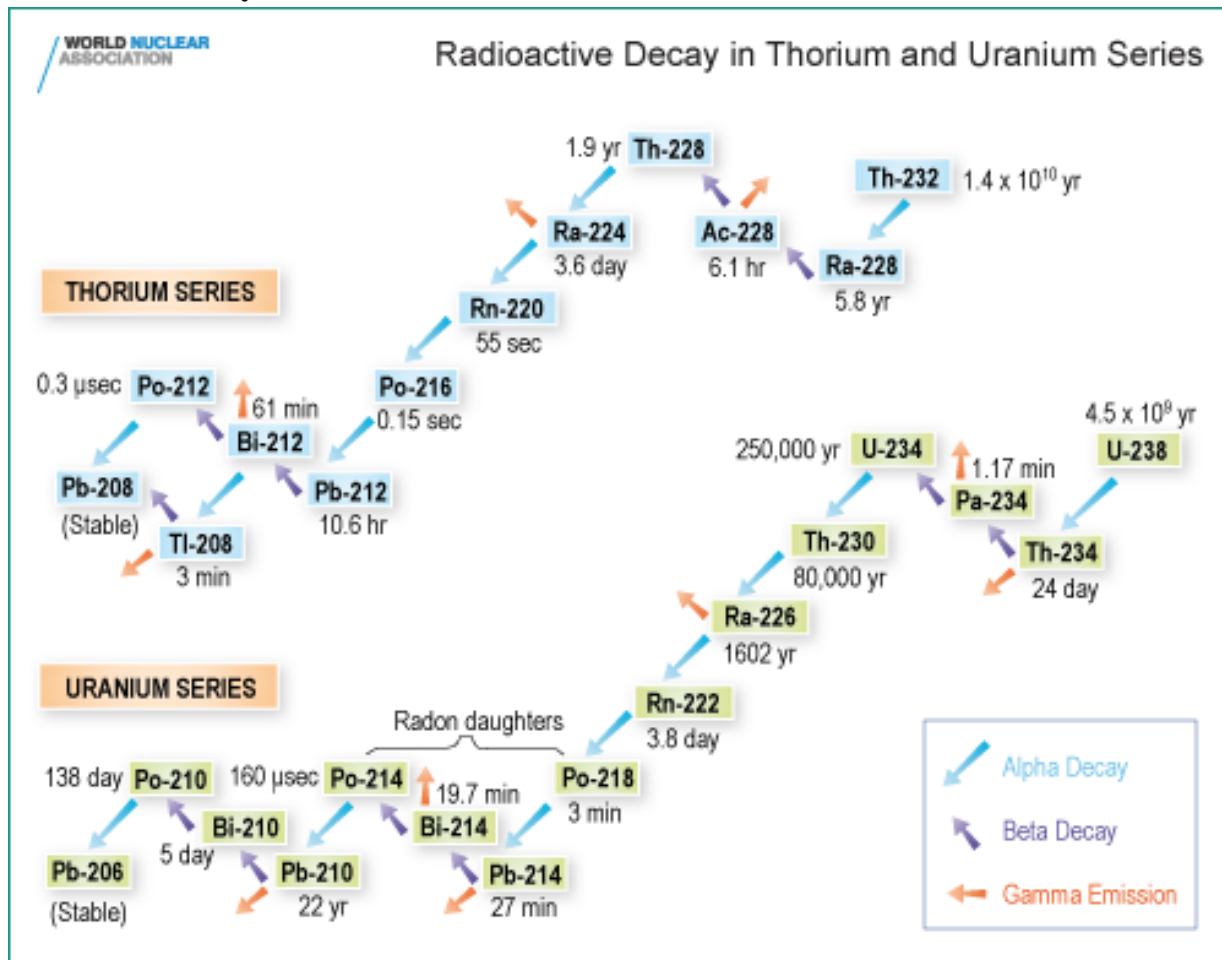 WORLD NUCLEAR
ASSOCIATION
Radioactive Decay in Thorium and Uranium Series
1.9 yr Th-228
Th-232 1.4 x 10¹⁰ yr
Ra-224
3.6 day
Ac-228
6.1 hr
Ra-228
5.8 yr
THORIUM SERIES
Rn-220
55 sec
0.3 µsec Po-212
61 min
Bi-212
Po-216
0.15 sec
Pb-208
(Stable)
Pb-212
10.6 hr
Tl-208
3 min
4.5 x 10⁹ yr
U-238
250,000 yr U-234
1.17 min
Pa-234
Th-230
80,000 yr
Th-234
24 day
Ra-226
1602 yr
URANIUM SERIES
Rn-222
3.8 day
Radon daughters
138 day Po-210
160 µsec Po-214
19.7 min
Po-218
3 min
Bi-210
5 day
Bi-214
Pb-206
(Stable)
Pb-210
22 yr
Pb-214
27 min
Alpha Decay
Beta Decay
Gamma Emission